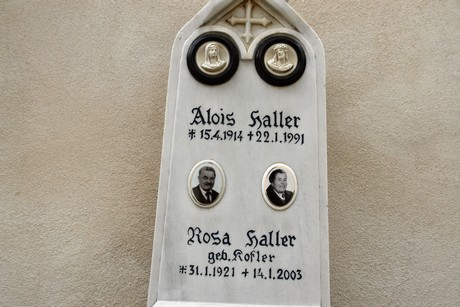 Alois Haller
* 15.4.1914 + 22.1.1991
Rosa Haller
geb. Kofler
* 31.1.1921 + 14.1.2003